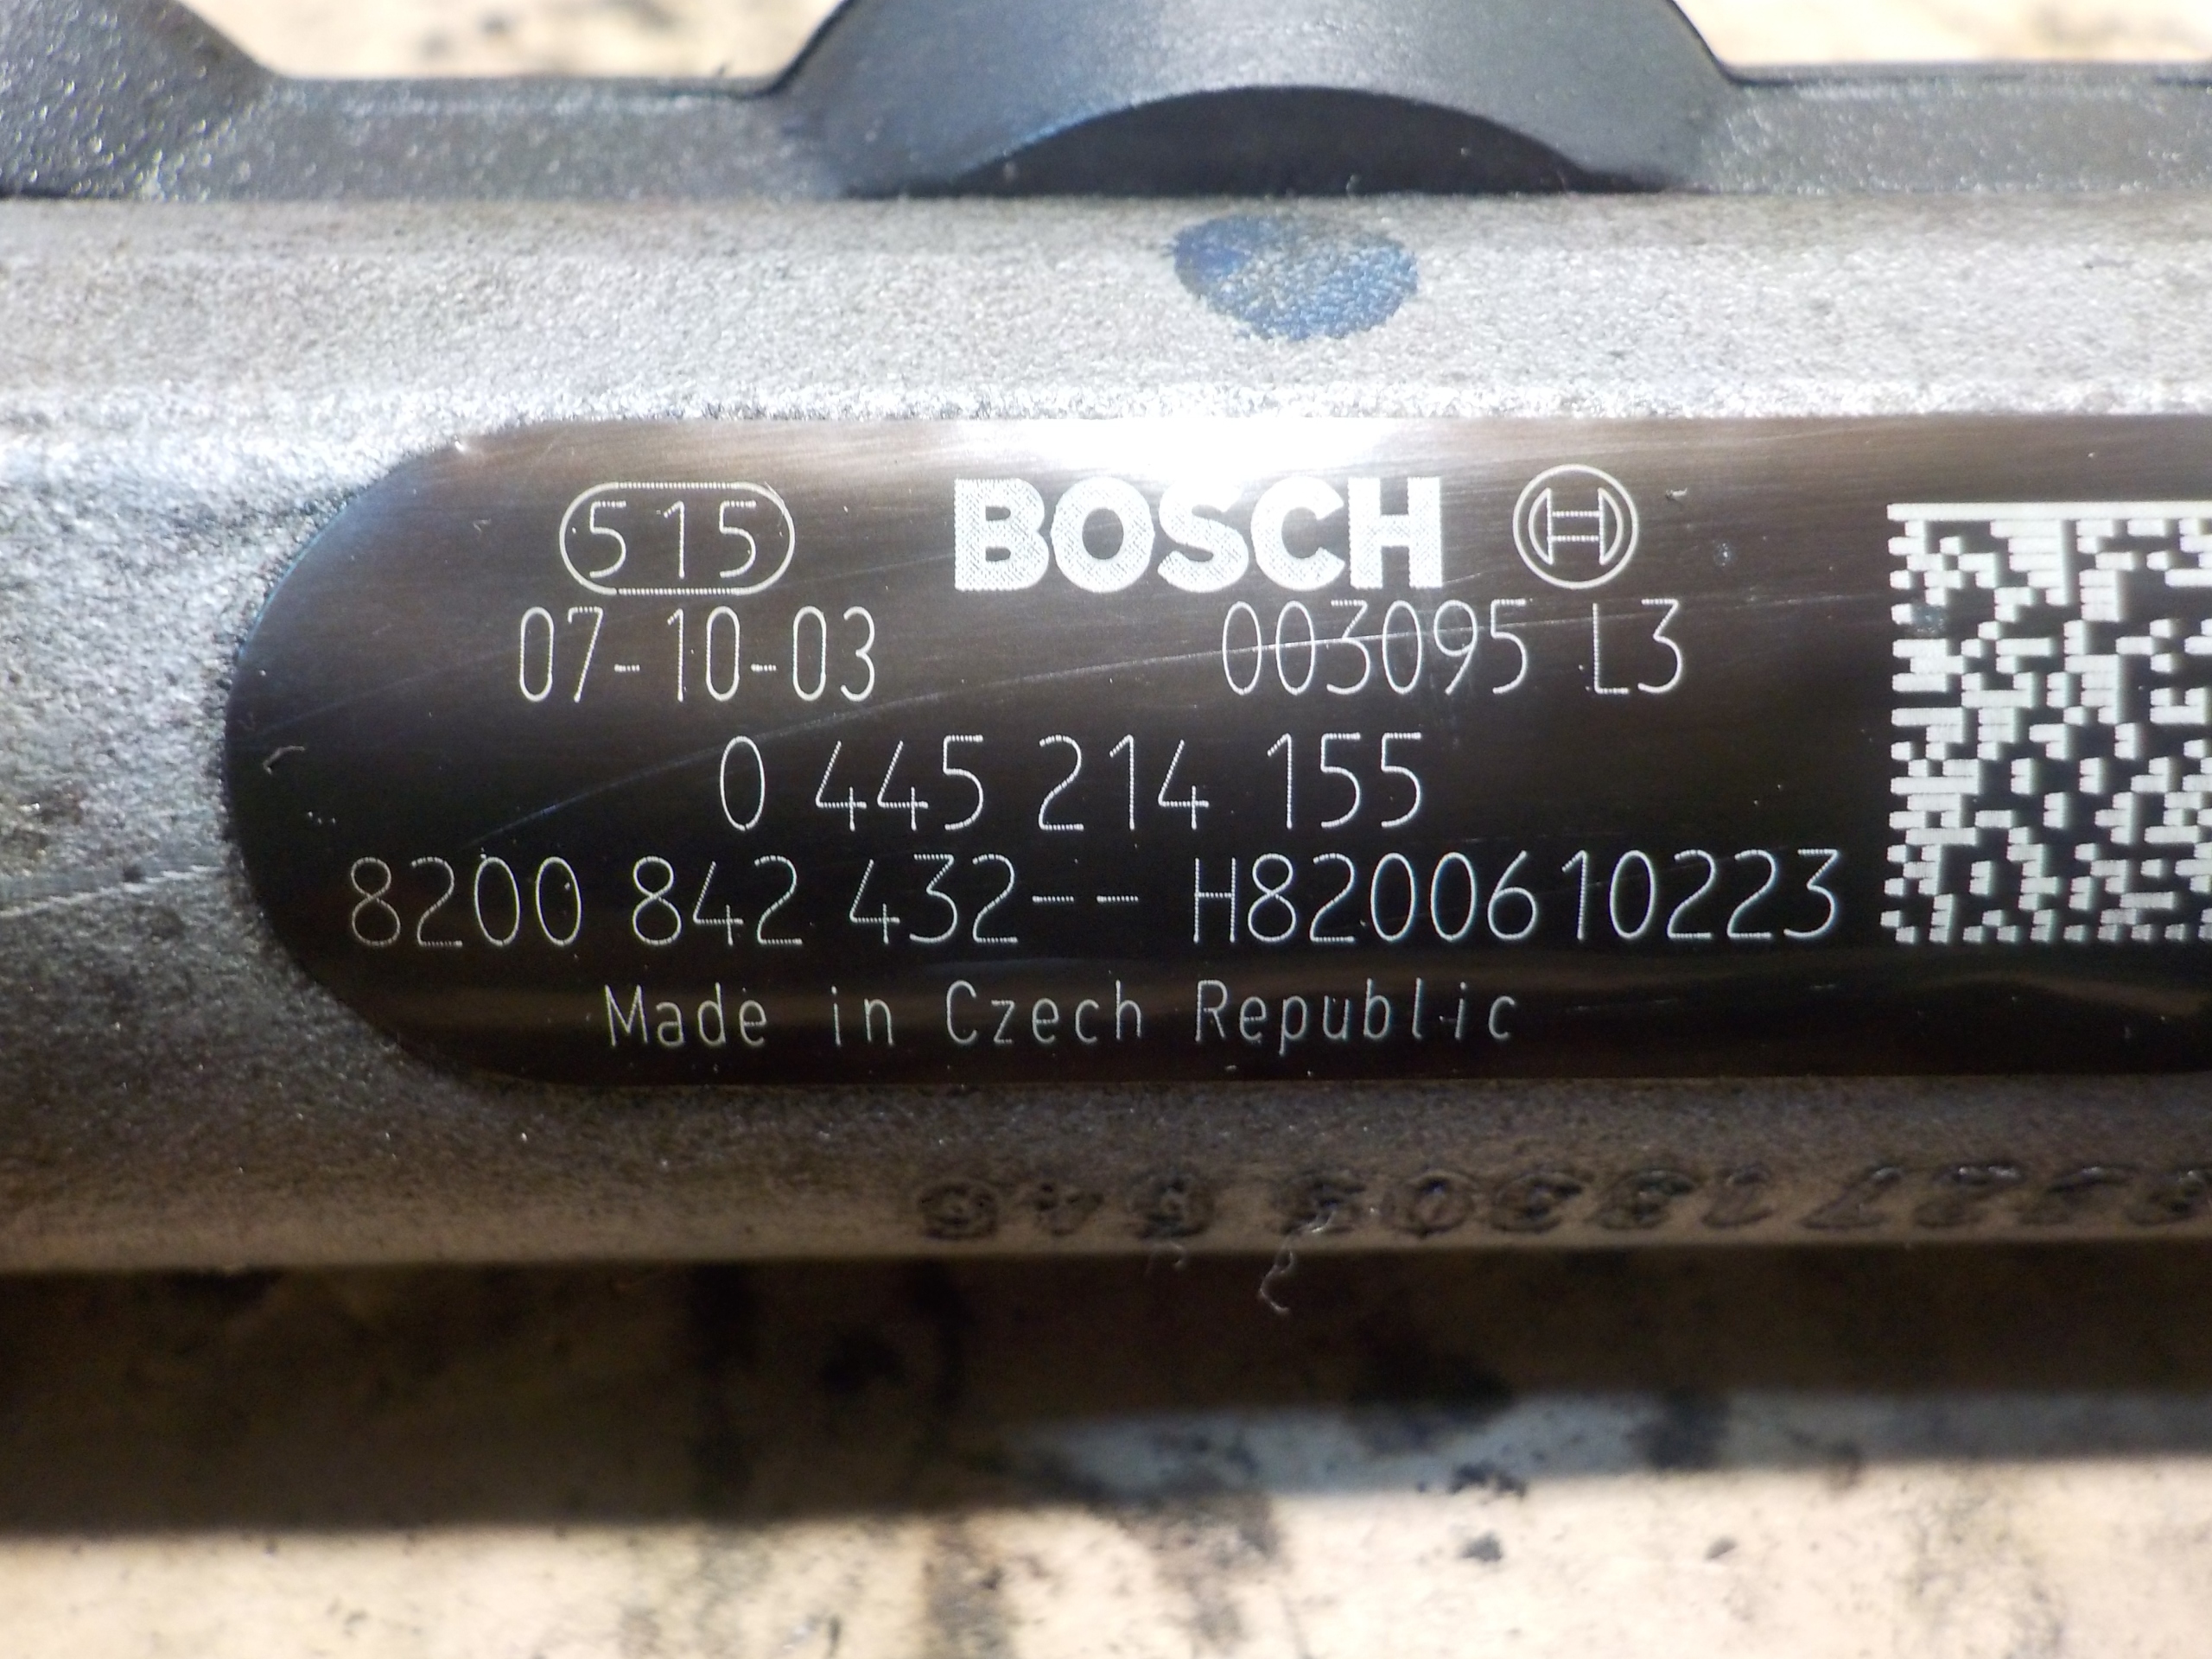 515 BOSCH
07-10-03 003095 L3
0 445 214 155
8200 842 432-- H8200610223
Made in Czech Republic